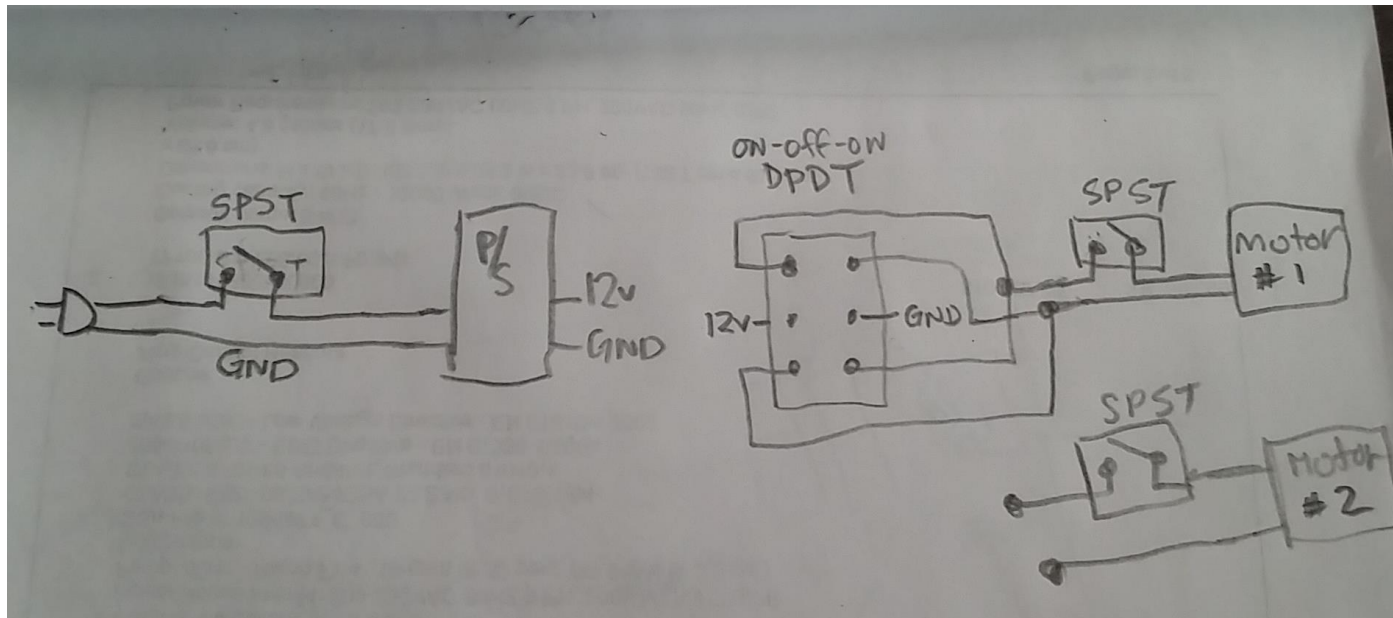 SPST
S T
GND
P/S
12v
GND
ON-Off-ON
DPDT
12v
GND
SPST
Motor
#1
SPST
Motor
#2